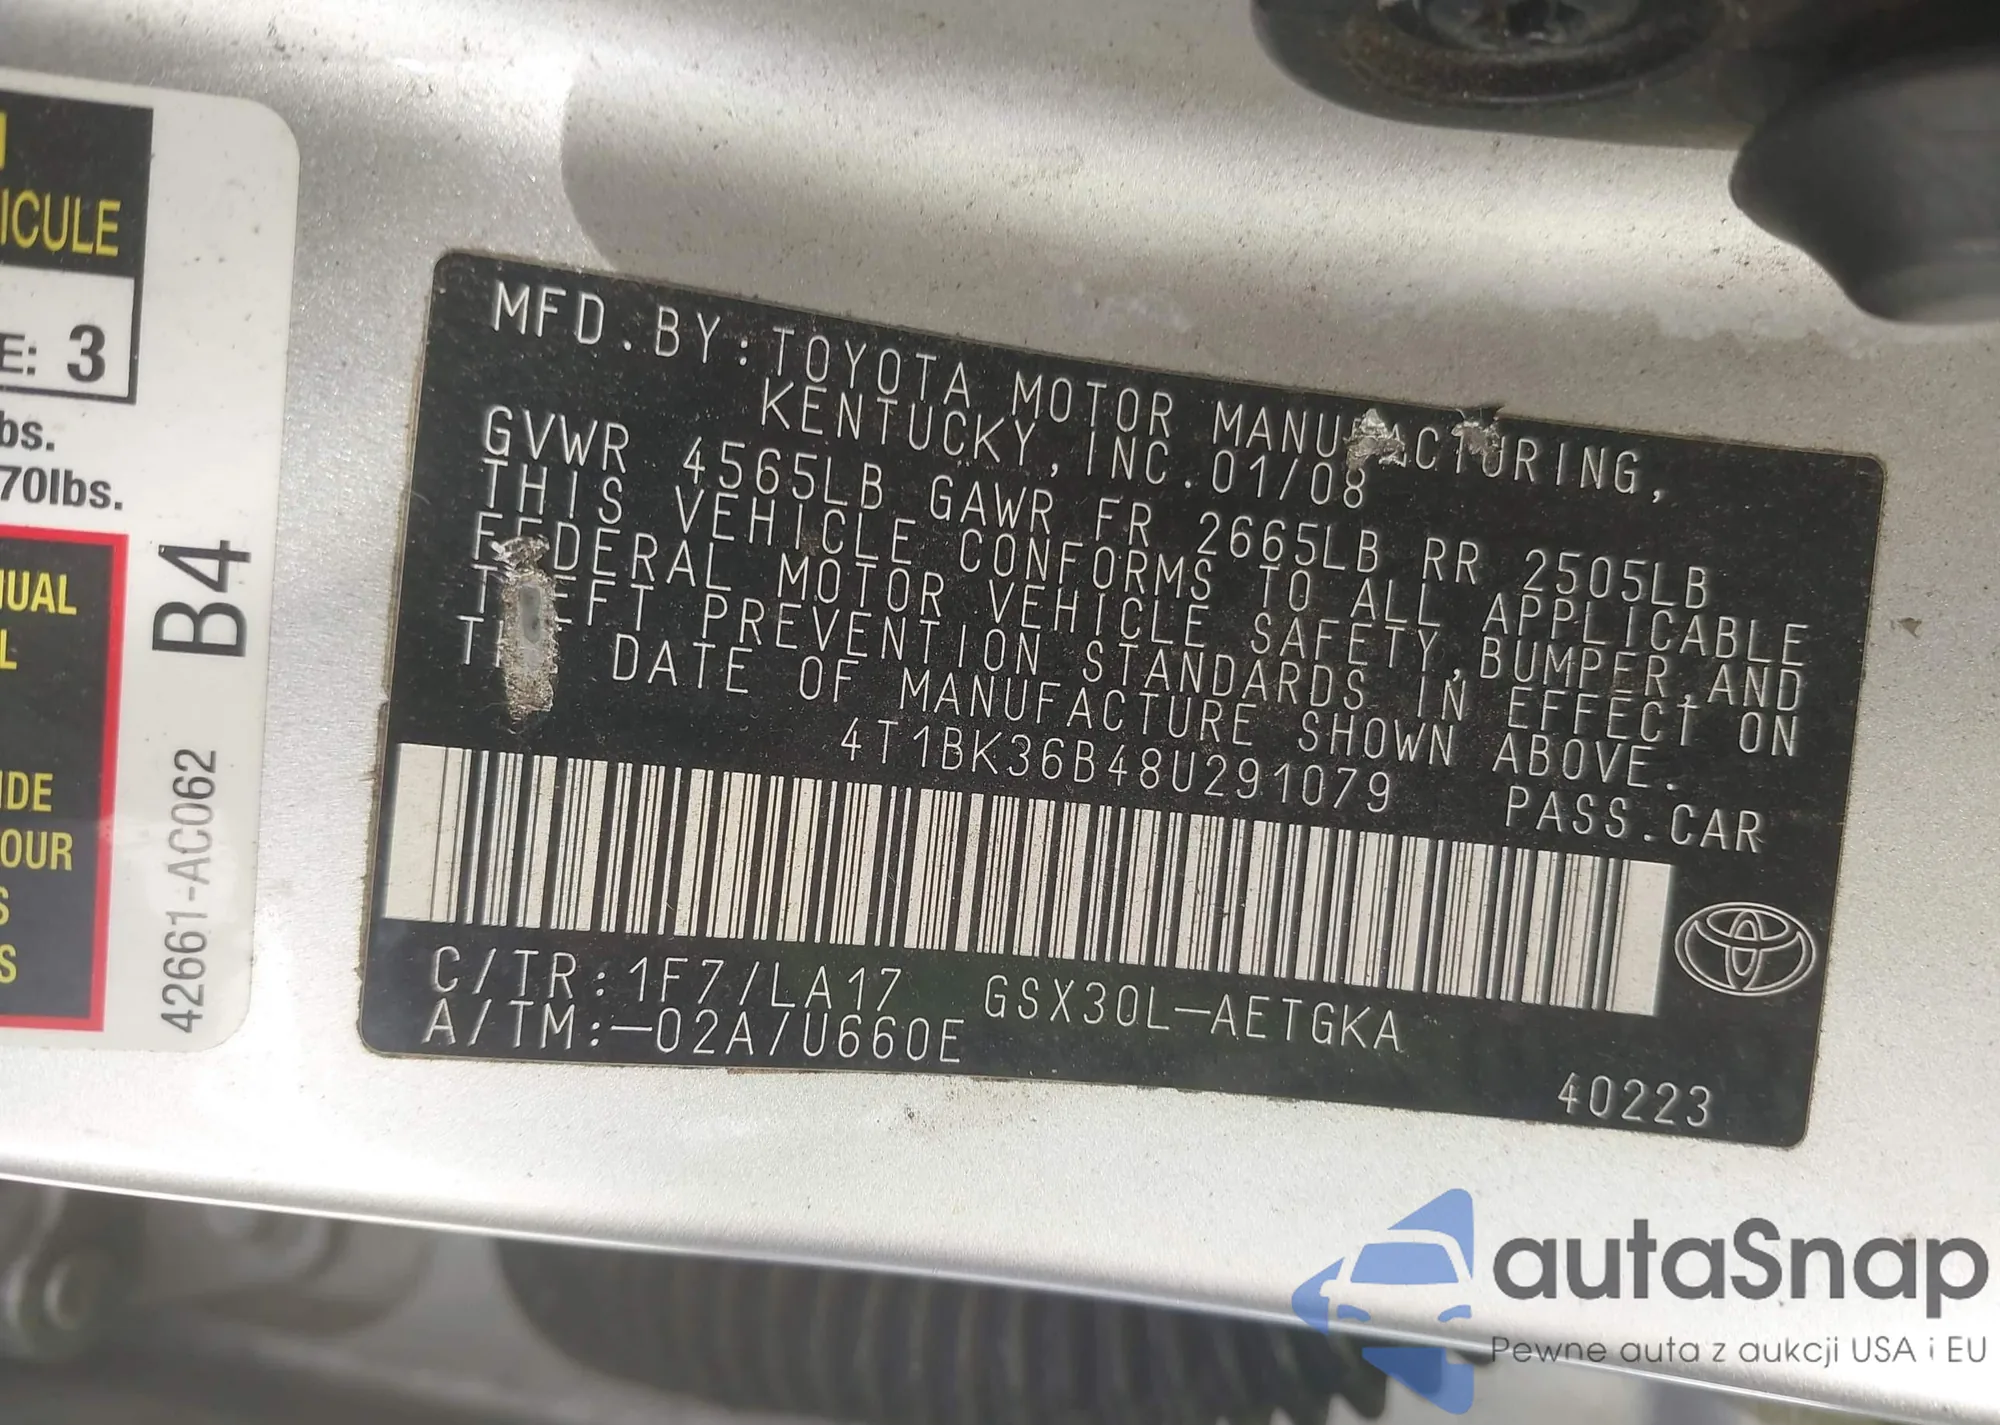 ICULE
E: 3
bs.
70lbs.
UAL
L
IDE
OUR
S
S
B4
42661-AC062
MFD.BY:TOYOTA MOTOR MANUFACTURING,
KENTUCKY,INC.01/08
GVWR 4565LB GAWR FR 2665LB RR 2505LB
THIS VEHICLE CONFORMS TO ALL APPLICABLE
FEDERAL MOTOR VEHICLE SAFETY,BUMPER,AND
THEFT PREVENTION STANDARDS IN EFFECT ON
THE DATE OF MANUFACTURE SHOWN ABOVE.
4T1BK36B48U291079 PASS.CAR
C/TR:1F7/LA17 GSX30L-AETGKA
A/TM:-02A/U660E
40223
autaSnap
Pewne auta z aukcji USA i EU